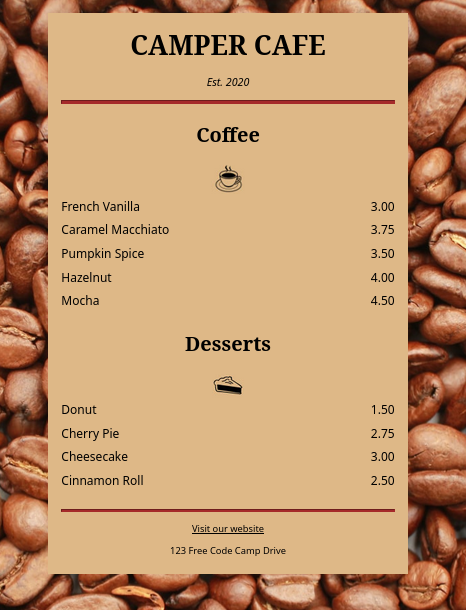 CAMPER CAFE
Est. 2020
Coffee
French Vanilla 3.00
Caramel Macchiato 3.75
Pumpkin Spice 3.50
Hazelnut 4.00
Mocha 4.50
Desserts
Donut 1.50
Cherry Pie 2.75
Cheesecake 3.00
Cinnamon Roll 2.50
Visit our website
123 Free Code Camp Drive